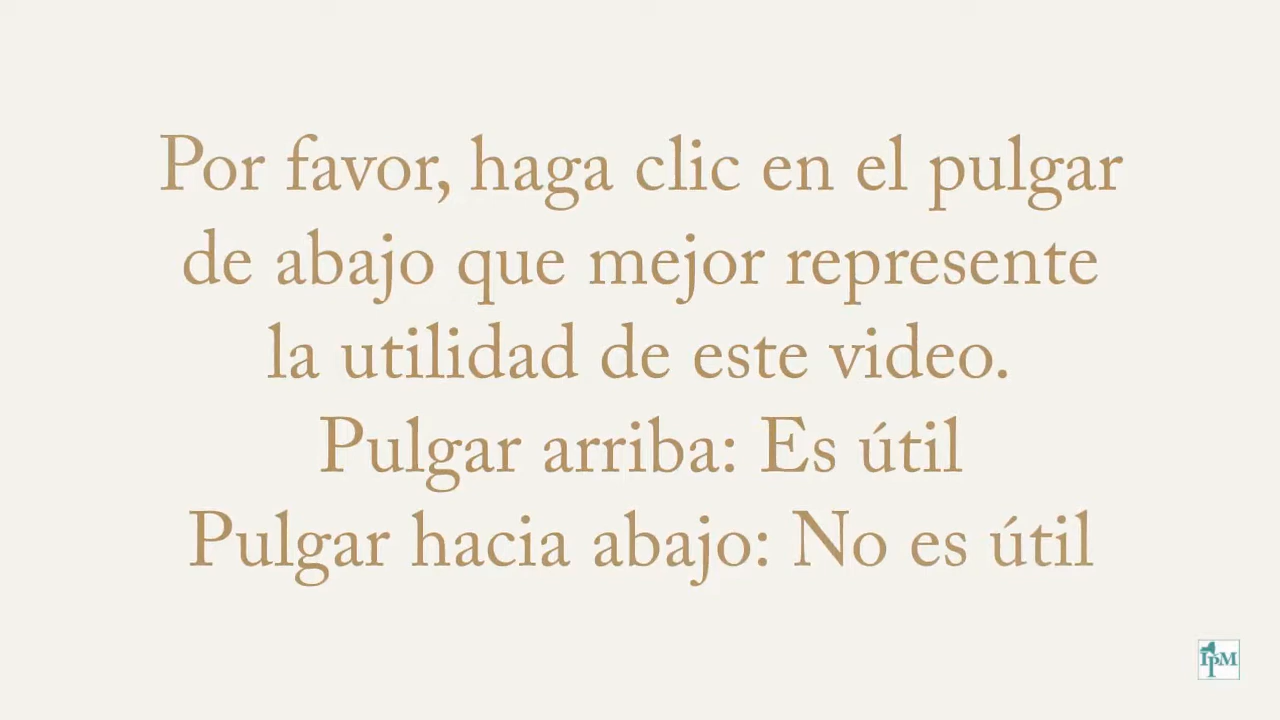 Por favor, haga clic en el pulgar
de abajo que mejor represente
la utilidad de este video.
Pulgar arriba: Es útil
Pulgar hacia abajo: No es útil
IPM